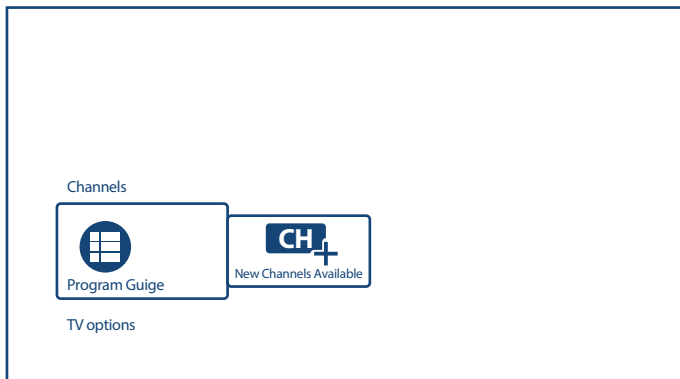 Channels
CH
Program Guige
New Channels Available
TV options